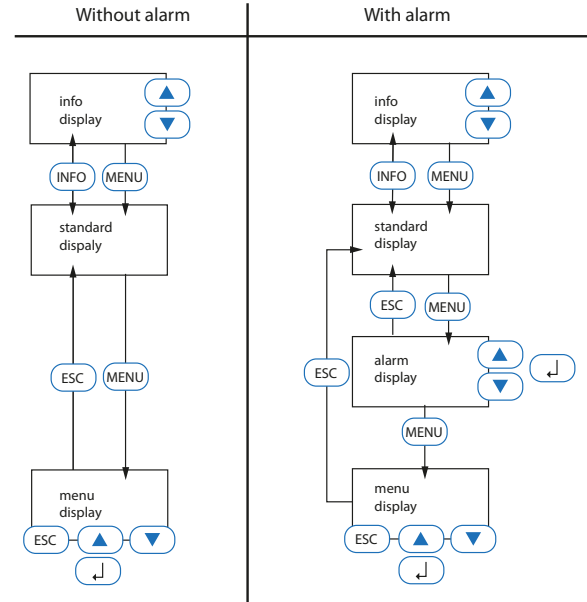 Without alarm
With alarm
info
display
INFO
MENU
standard
dispaly
ESC
MENU
menu
display
ESC
info
display
INFO
MENU
standard
display
ESC
MENU
ESC
alarm
display
MENU
menu
display
ESC